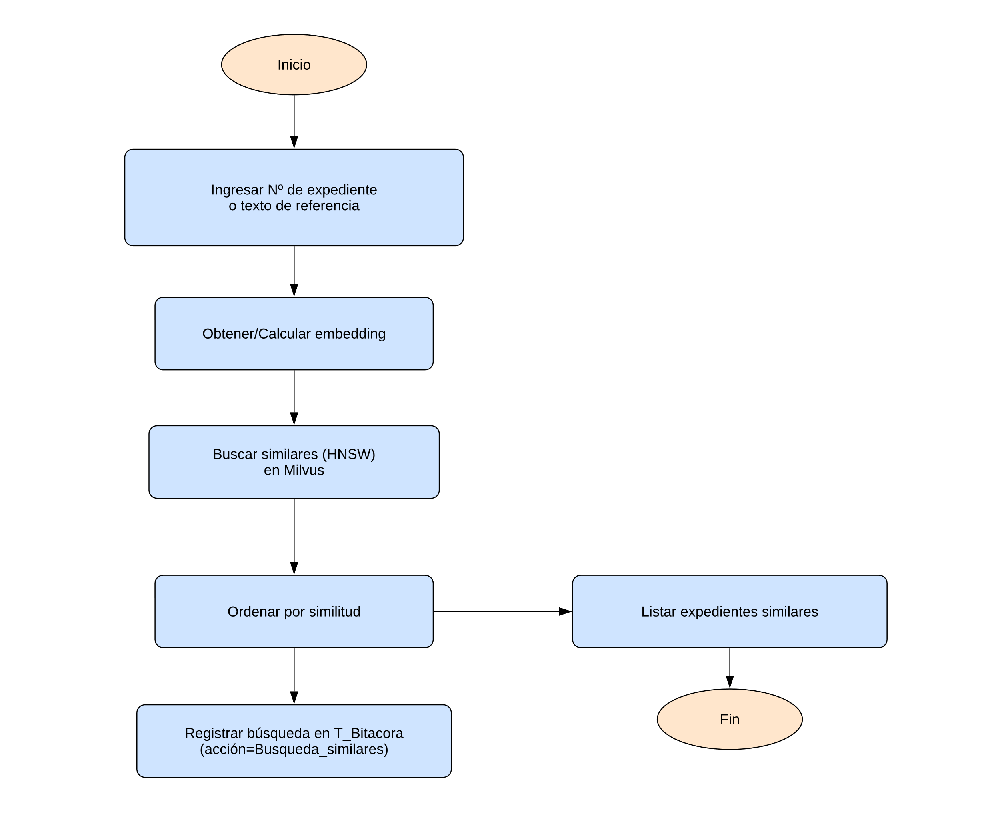 Inicio
Ingresar Nº de expediente
o texto de referencia
Obtener/Calcular embedding
Buscar similares (HNSW)
en Milvus
Ordenar por similitud
Listar expedientes similares
Registrar búsqueda en T_Bitacora
(acción=Busqueda_similares)
Fin